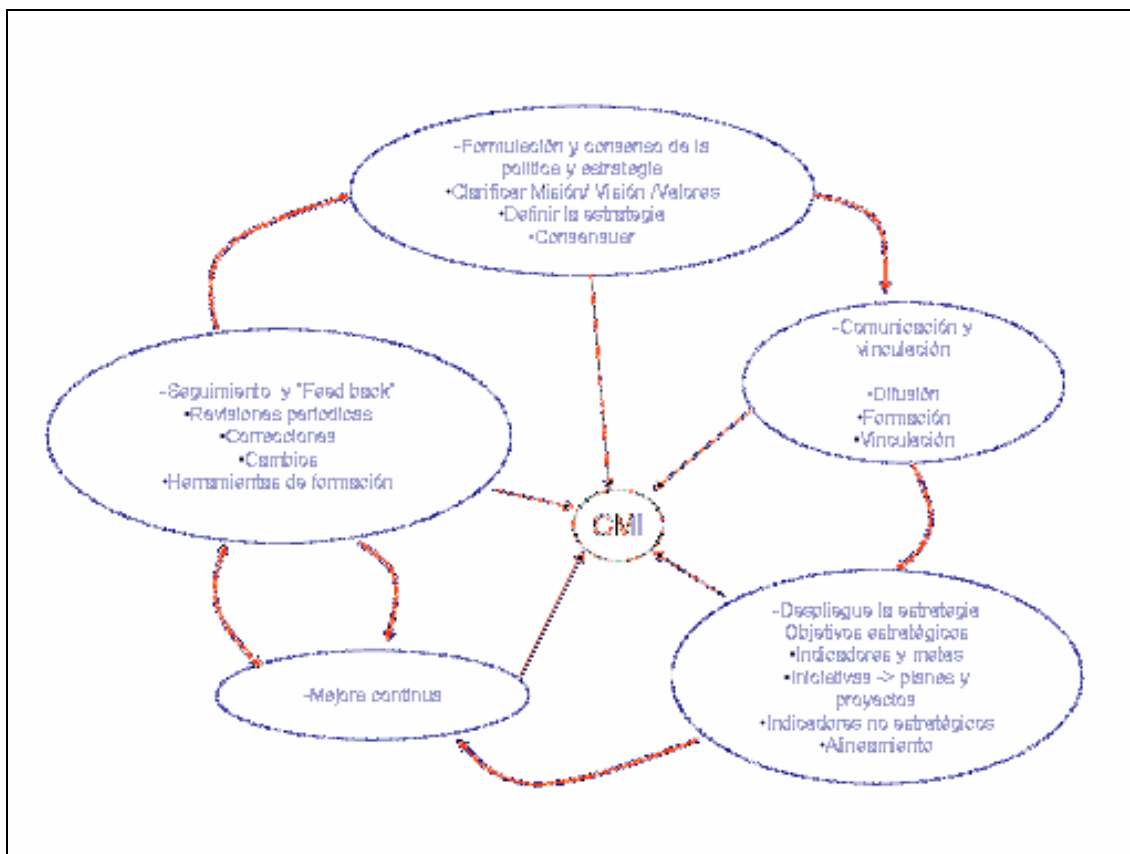 -Formulación y consenso de la
política y estrategia
•Clarificar Misión/ Visión /Valores
•Definir la estrategia
•Consensuar
-Comunicación y
vinculación
•Difusión
•Formación
•Vinculación
-Seguimiento y "Feed back"
•Revisiones periodicas
•Correcciones
•Cambios
•Herramientas de formación
CMI
-Despliegue la estrategia
Objetivos estratégicos
•Indicadores y metas
•Iniciativas -> planes y
proyectos
•Indicadores no estratégicos
•Alineamiento
-Mejora continua